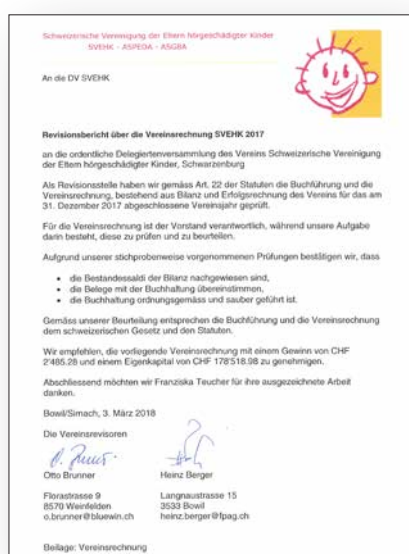 Schweizerische Vereinigung der Eltern hörgeschädigter Kinder
SVEHK - ASPEDA - ASGBA
An die DV SVEHK
Revisionsbericht über die Vereinsrechnung SVEHK 2017
an die ordentliche Delegiertenversammlung des Vereins Schweizerische Vereinigung
der Eltern hörgeschädigter Kinder, Schwarzenburg
Als Revisionsstelle haben wir gemäss Art. 22 der Statuten die Buchführung und die
Vereinsrechnung, bestehend aus Bilanz und Erfolgsrechnung des Vereins für das am
31. Dezember 2017 abgeschlossene Vereinajahr geprüft.
Für die Vereinsrechnung ist der Vorstand verantwortlich, während unsere Aufgabe
darin besteht, diese zu prüfen und zu beurteilen.
Aufgrund unserer stichprobenweise vorgenommenen Prüfungen bestätigen wir, dass
• die Bestandessaldi der Bilanz nachgewiesen sind,
• die Belege mit der Buchhaltung übereinstimmen,
• die Buchhaltung ordnungsgemäss und sauber geführt ist.
Gemäss unserer Beurteilung entsprechen die Buchführung und die Vereinsrechnung
dem schweizerischen Gesetz und den Statuten.
Wir empfehlen, die vorliegende Vereinsrechnung mit einem Gewinn von CHF
2'485.28 und einem Eigenkapital von CHF 178'518.98 zu genehmigen.
Abschliessend möchten wir Franziska Teucher für ihre ausgezeichnete Arbeit
danken.
Bowil/Sirnach, 3. März 2018
Die Vereinsrevisoren
Otto Brunner Heinz Berger
Florastrasse 9 Langnaustrasse 15
8570 Weinfelden 3533 Bowil
o.brunner@bluewin.ch heinz.berger@fpag.ch
Beilage: Vereinsrechnung